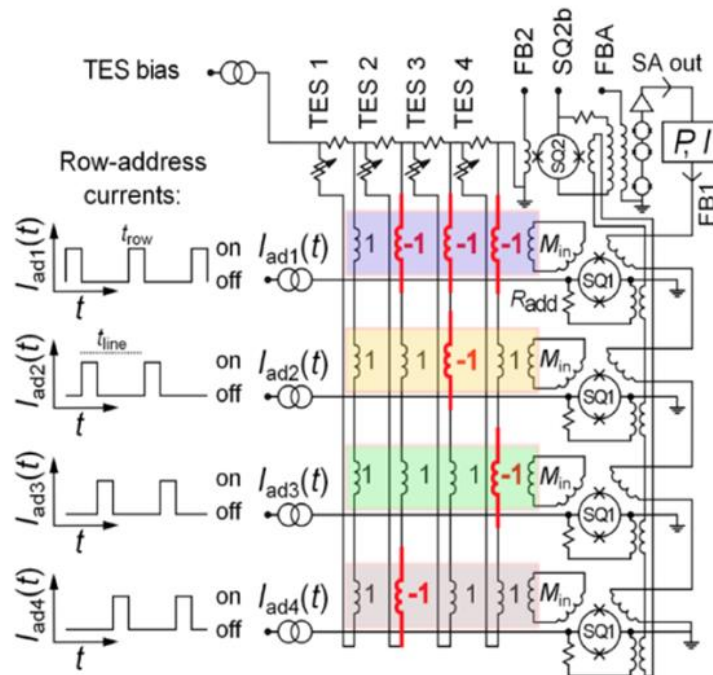 TES bias
TES 1
TES 2
TES 3
TES 4
FB2
SQ2b
FBA
SA out
SQ2
P, I
FB1
Row-address
currents:
Iad1(t)
trow
t
on
off
Iad1(t)
1 -1 -1 -1 Min
Radd
SQ1
Iad2(t)
tline
t
on
off
Iad2(t)
1 1 -1 1 Min
SQ1
Iad3(t)
t
on
off
Iad3(t)
1 1 1 -1 Min
SQ1
Iad4(t)
t
on
off
Iad4(t)
1 -1 1 1 Min
SQ1